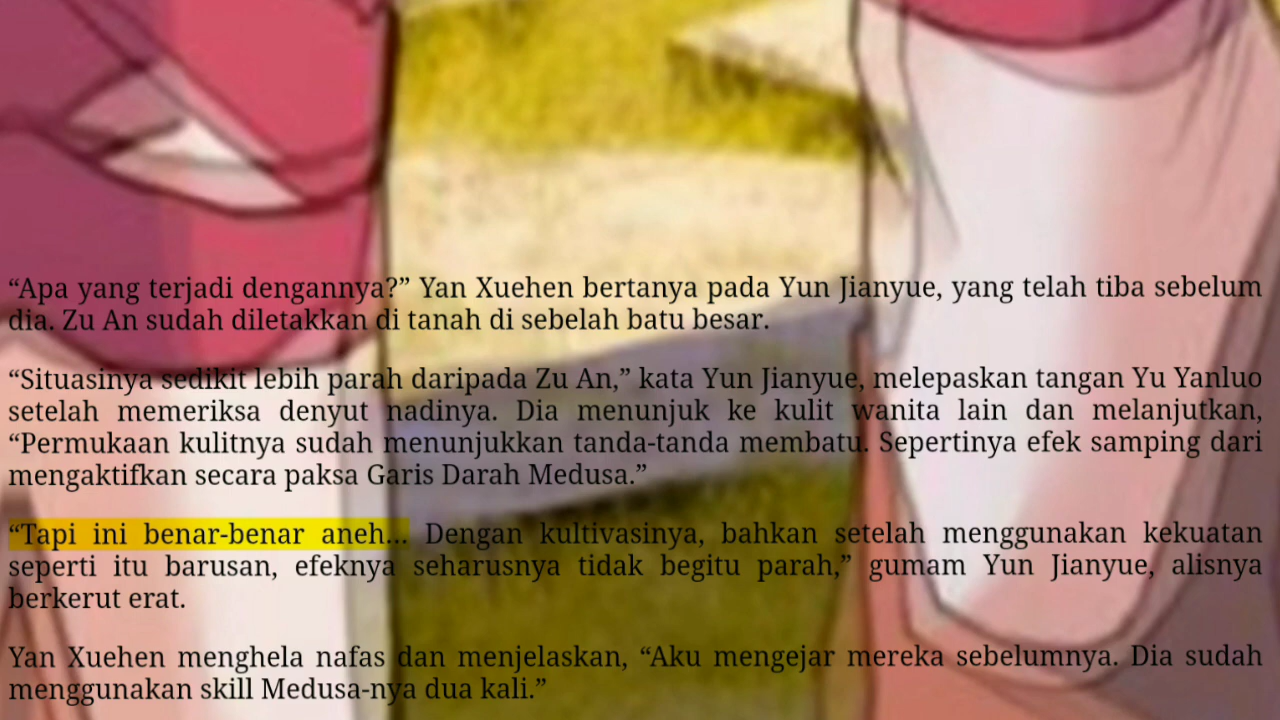 “Apa yang terjadi dengannya?” Yan Xuehen bertanya pada Yun Jianyue, yang telah tiba sebelum
dia. Zu An sudah diletakkan di tanah di sebelah batu besar.
“Situasinya sedikit lebih parah daripada Zu An,” kata Yun Jianyue, melepaskan tangan Yu Yanluo
setelah memeriksa denyut nadinya. Dia menunjuk ke kulit wanita lain dan melanjutkan,
“Permukaan kulitnya sudah menunjukkan tanda-tanda membatu. Sepertinya efek samping dari
mengaktifkan secara paksa Garis Darah Medusa.”
“Tapi ini benar-benar aneh... Dengan kultivasinya, bahkan setelah menggunakan kekuatan
seperti itu barusan, efeknya seharusnya tidak begitu parah,” gumam Yun Jianyue, alisnya
berkerut erat.
Yan Xuehen menghela nafas dan menjelaskan, “Aku mengejar mereka sebelumnya. Dia sudah
menggunakan skill Medusa-nya dua kali.”